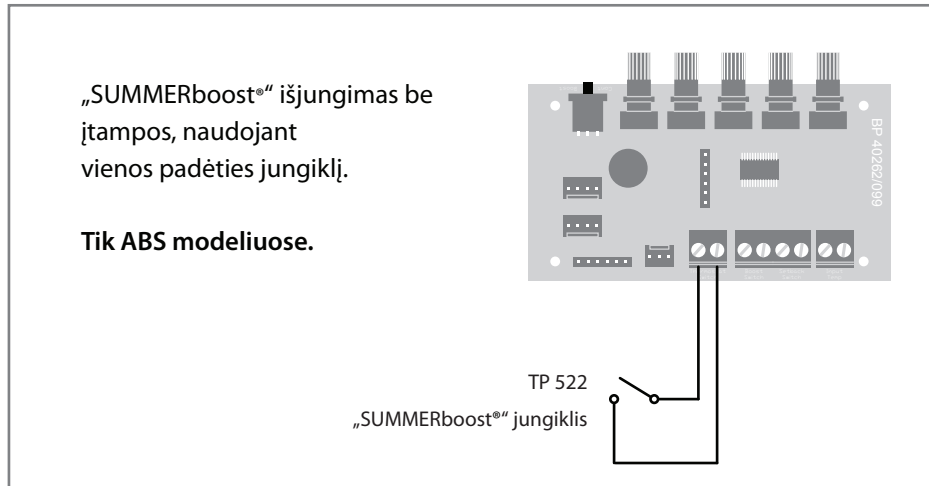 „SUMMERboost®“ išjungimas be
įtampos, naudojant
vienos padėties jungiklį.
Tik ABS modeliuose.
BP 40262/099
TP 522
„SUMMERboost®“ jungiklis